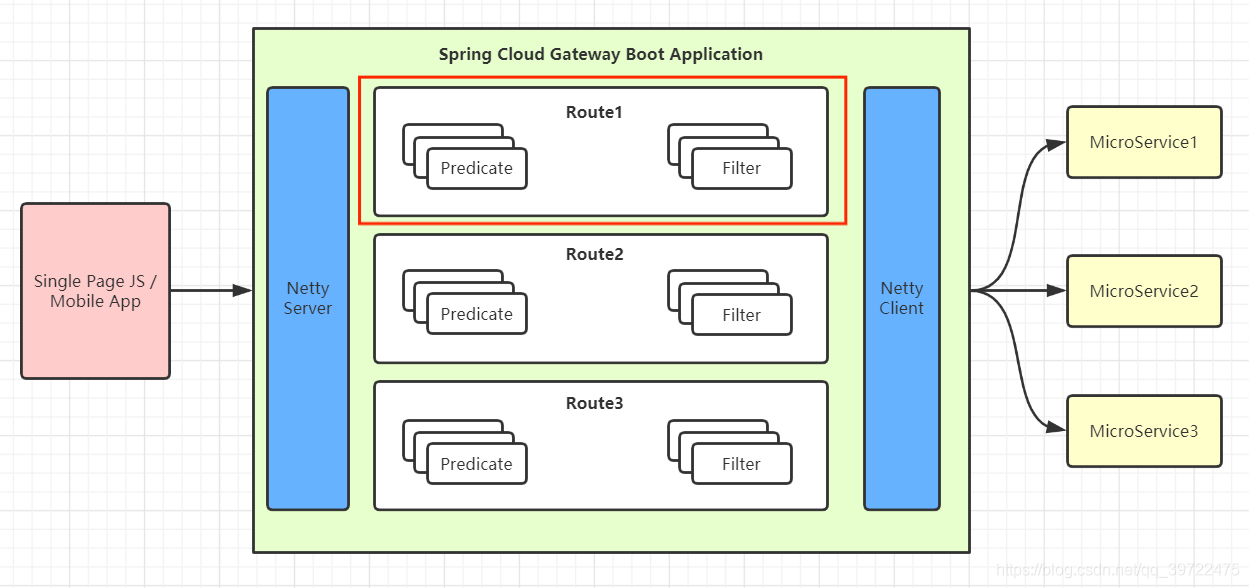 Spring Cloud Gateway Boot Application
Single Page JS /
Mobile App
Netty
Server
Route1
Predicate
Filter
Route2
Predicate
Filter
Route3
Predicate
Filter
Netty
Client
MicroService1
MicroService2
MicroService3
https://blog.csdn.net/qq_39722475